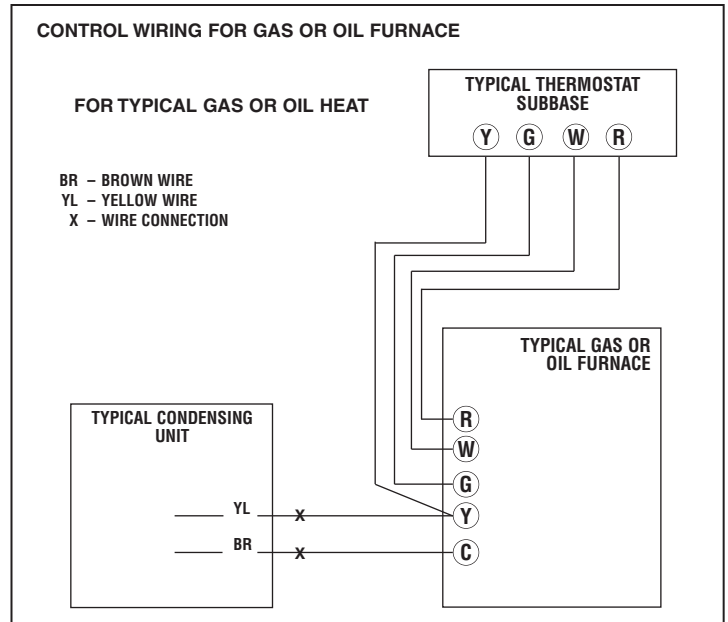 CONTROL WIRING FOR GAS OR OIL FURNACE
FOR TYPICAL GAS OR OIL HEAT
TYPICAL THERMOSTAT
SUBBASE
Y G W R
BR – BROWN WIRE
YL – YELLOW WIRE
X – WIRE CONNECTION
TYPICAL GAS OR
OIL FURNACE
R
W
G
Y
C
TYPICAL CONDENSING
UNIT
YL X
BR X